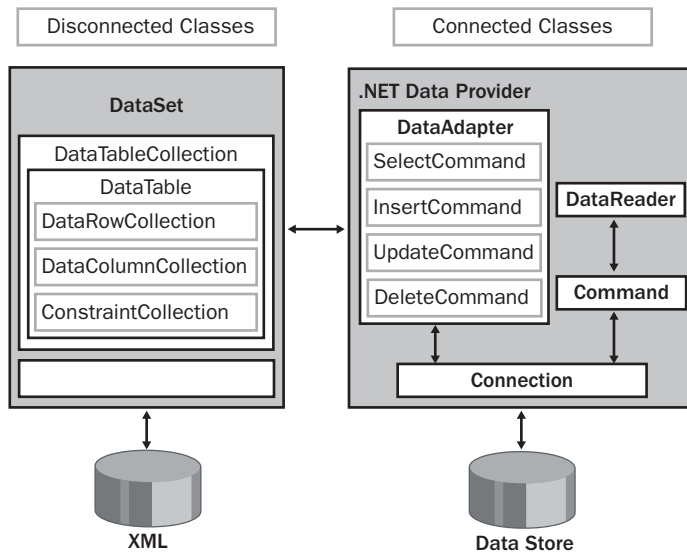 Disconnected Classes
Connected Classes
DataSet
DataTableCollection
DataTable
DataRowCollection
DataColumnCollection
ConstraintCollection
XML
.NET Data Provider
DataAdapter
SelectCommand
InsertCommand
UpdateCommand
DeleteCommand
DataReader
Command
Connection
Data Store